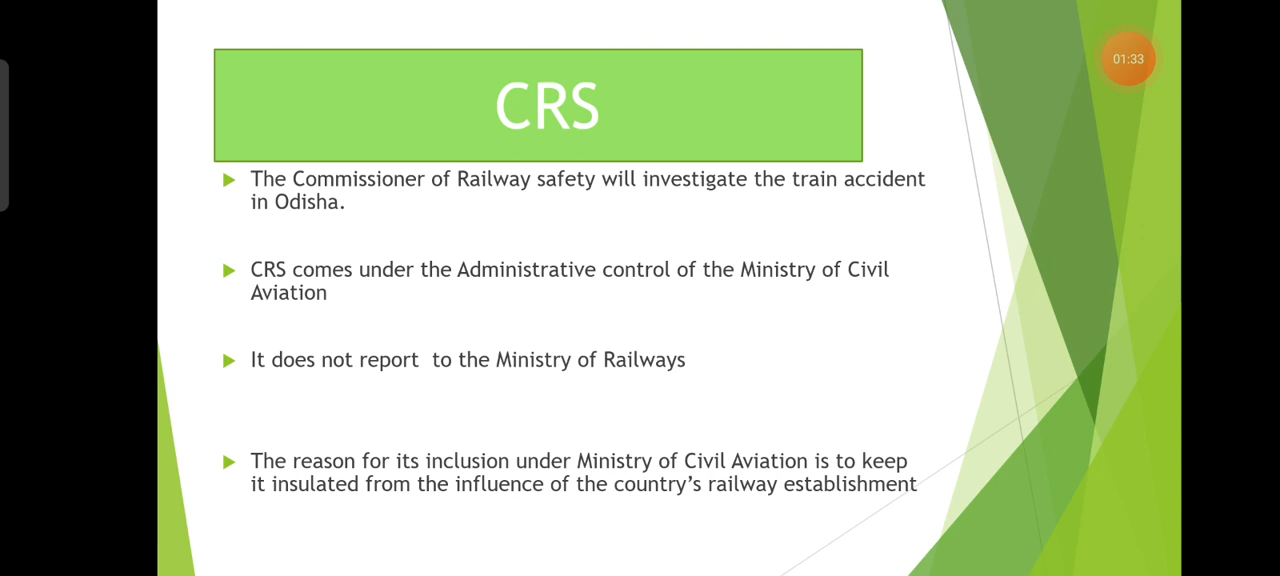 CRS
01:33
The Commissioner of Railway safety will investigate the train accident
in Odisha.
CRS comes under the Administrative control of the Ministry of Civil
Aviation
It does not report  to the Ministry of Railways
The reason for its inclusion under Ministry of Civil Aviation is to keep
it insulated from the influence of the country’s railway establishment